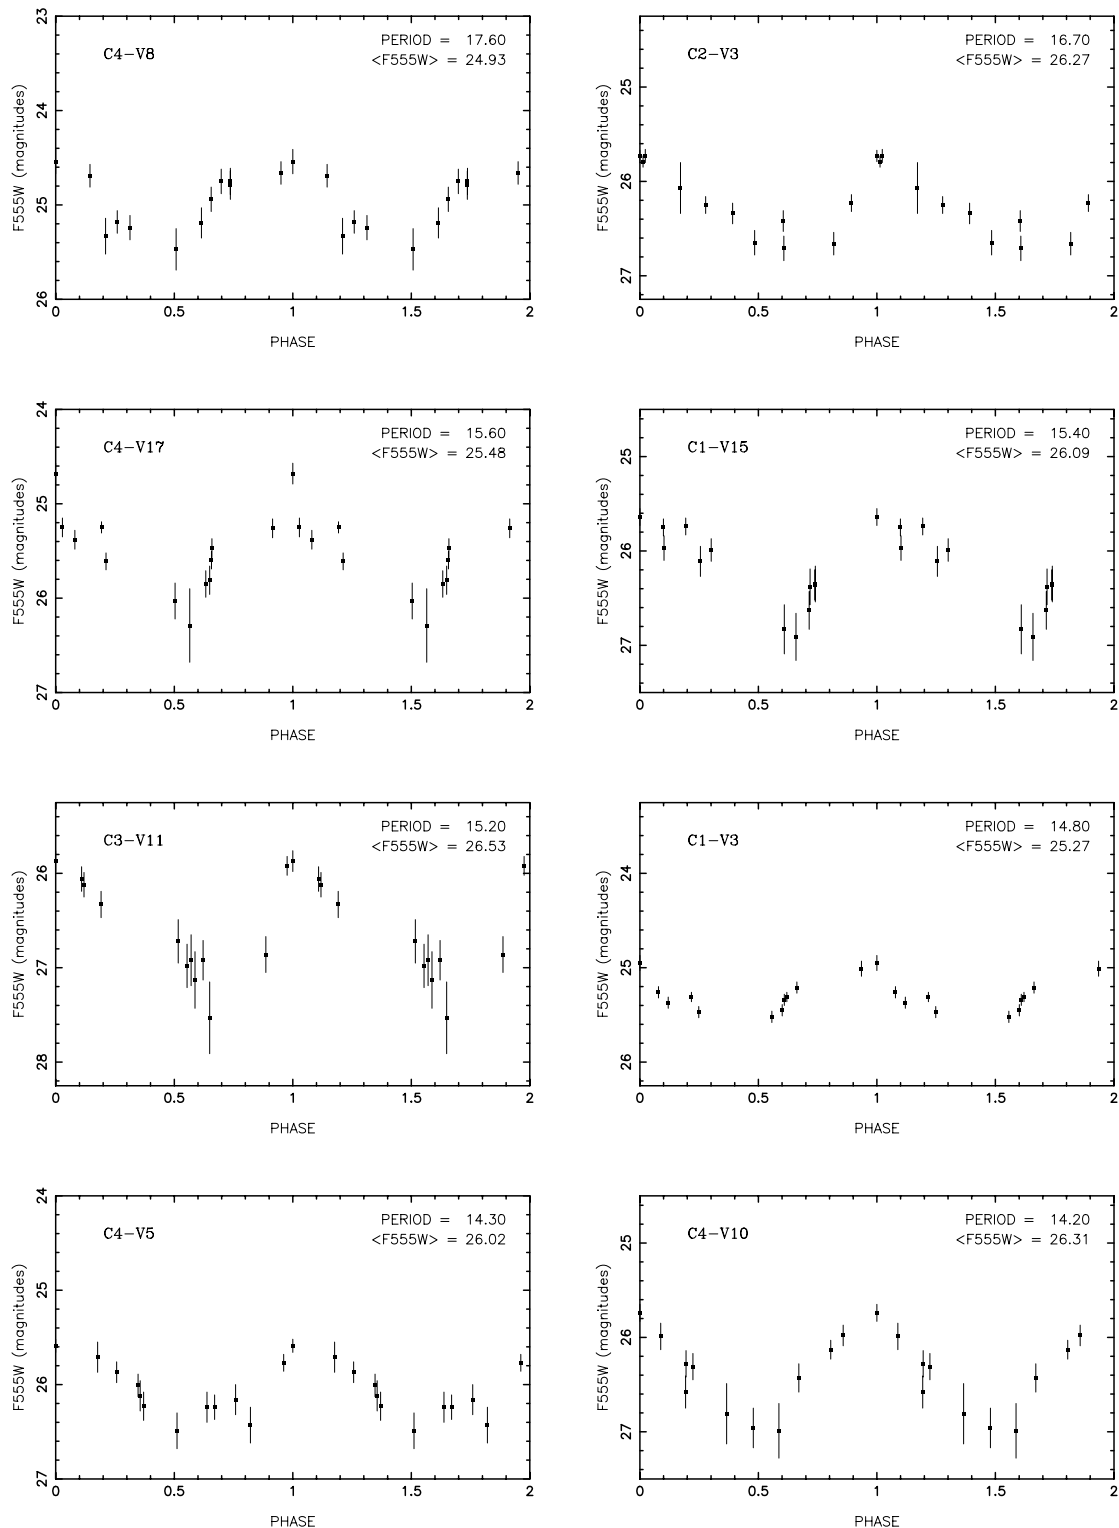 C4-V8
PERIOD = 17.60
<F555W> = 24.93
F555W (magnitudes)
23
24
25
26
0 0.5 1 1.5 2
PHASE
C2-V3
PERIOD = 16.70
<F555W> = 26.27
F555W (magnitudes)
25
26
27
0 0.5 1 1.5 2
PHASE
C4-V17
PERIOD = 15.60
<F555W> = 25.48
F555W (magnitudes)
24
25
26
27
0 0.5 1 1.5 2
PHASE
C1-V15
PERIOD = 15.40
<F555W> = 26.09
F555W (magnitudes)
25
26
27
0 0.5 1 1.5 2
PHASE
C3-V11
PERIOD = 15.20
<F555W> = 26.53
F555W (magnitudes)
26
27
28
0 0.5 1 1.5 2
PHASE
C1-V3
PERIOD = 14.80
<F555W> = 25.27
F555W (magnitudes)
24
25
26
0 0.5 1 1.5 2
PHASE
C4-V5
PERIOD = 14.30
<F555W> = 26.02
F555W (magnitudes)
24
25
26
27
0 0.5 1 1.5 2
PHASE
C4-V10
PERIOD = 14.20
<F555W> = 26.31
F555W (magnitudes)
25
26
27
0 0.5 1 1.5 2
PHASE